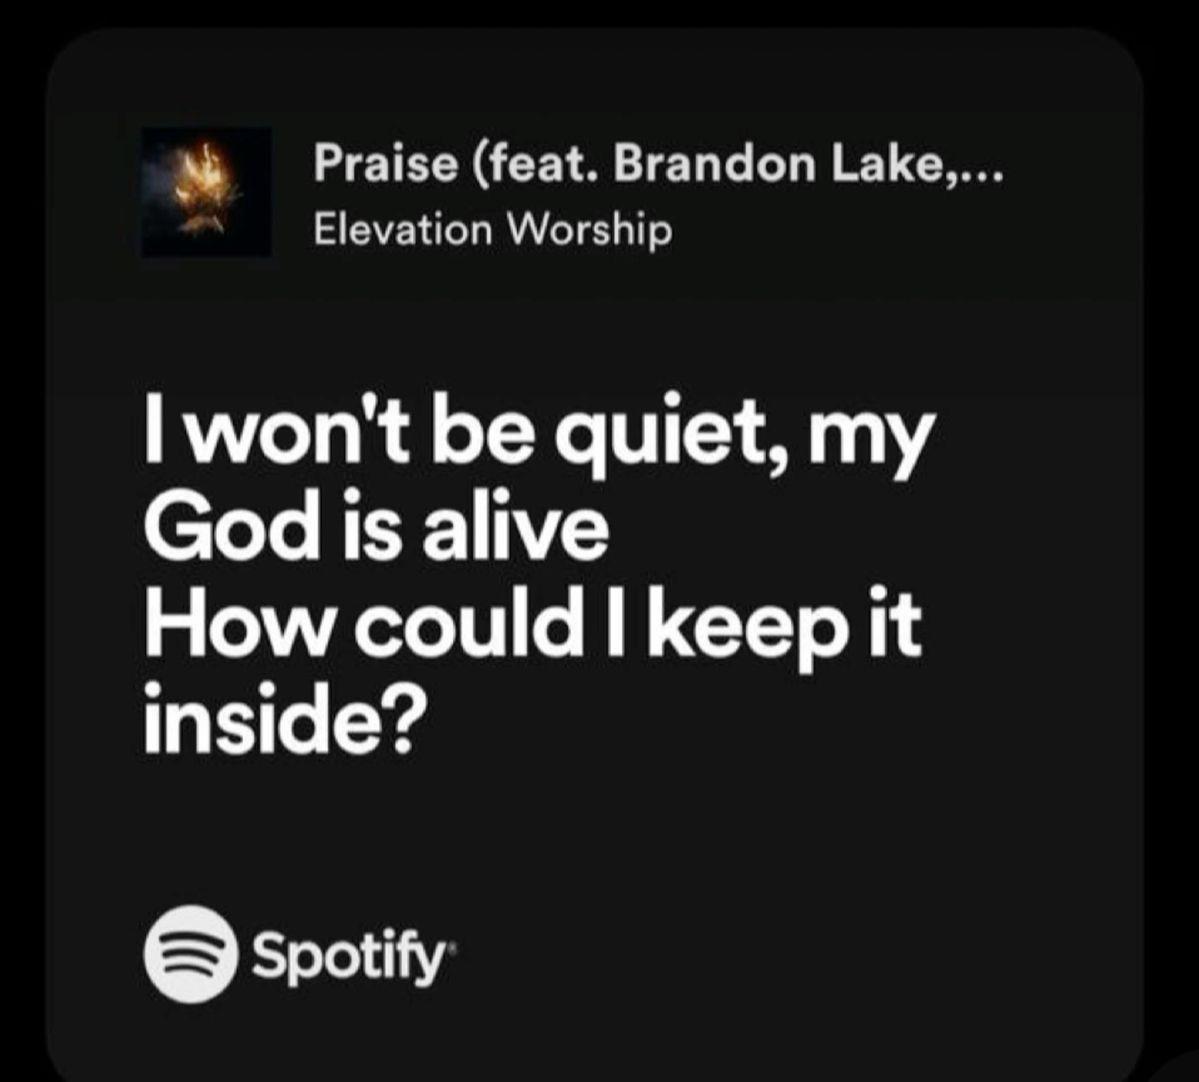 Praise (feat. Brandon Lake,...
Elevation Worship
I won't be quiet, my
God is alive
How could I keep it
inside?
Spotify®